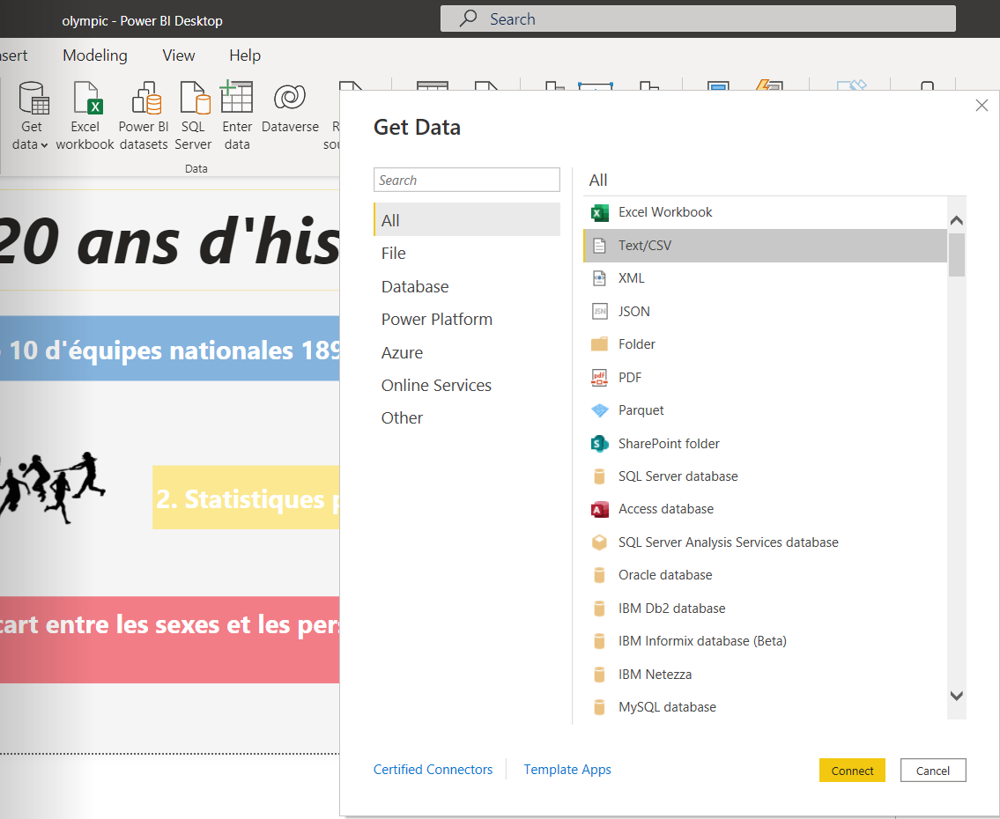 olympic - Power BI Desktop
Search
Modeling
View
Help
Get data
Excel workbook
Power BI datasets
SQL Server
Enter data
Dataverse
Data
20 ans d'his
10 d'équipes nationales 189
2. Statistiques p
cart entre les sexes et les pers
Get Data
Search
All
File
Database
Power Platform
Azure
Online Services
Other
All
Excel Workbook
Text/CSV
XML
JSON
Folder
PDF
Parquet
SharePoint folder
SQL Server database
Access database
SQL Server Analysis Services database
Oracle database
IBM Db2 database
IBM Informix database (Beta)
IBM Netezza
MySQL database
Certified Connectors
Template Apps
Connect
Cancel